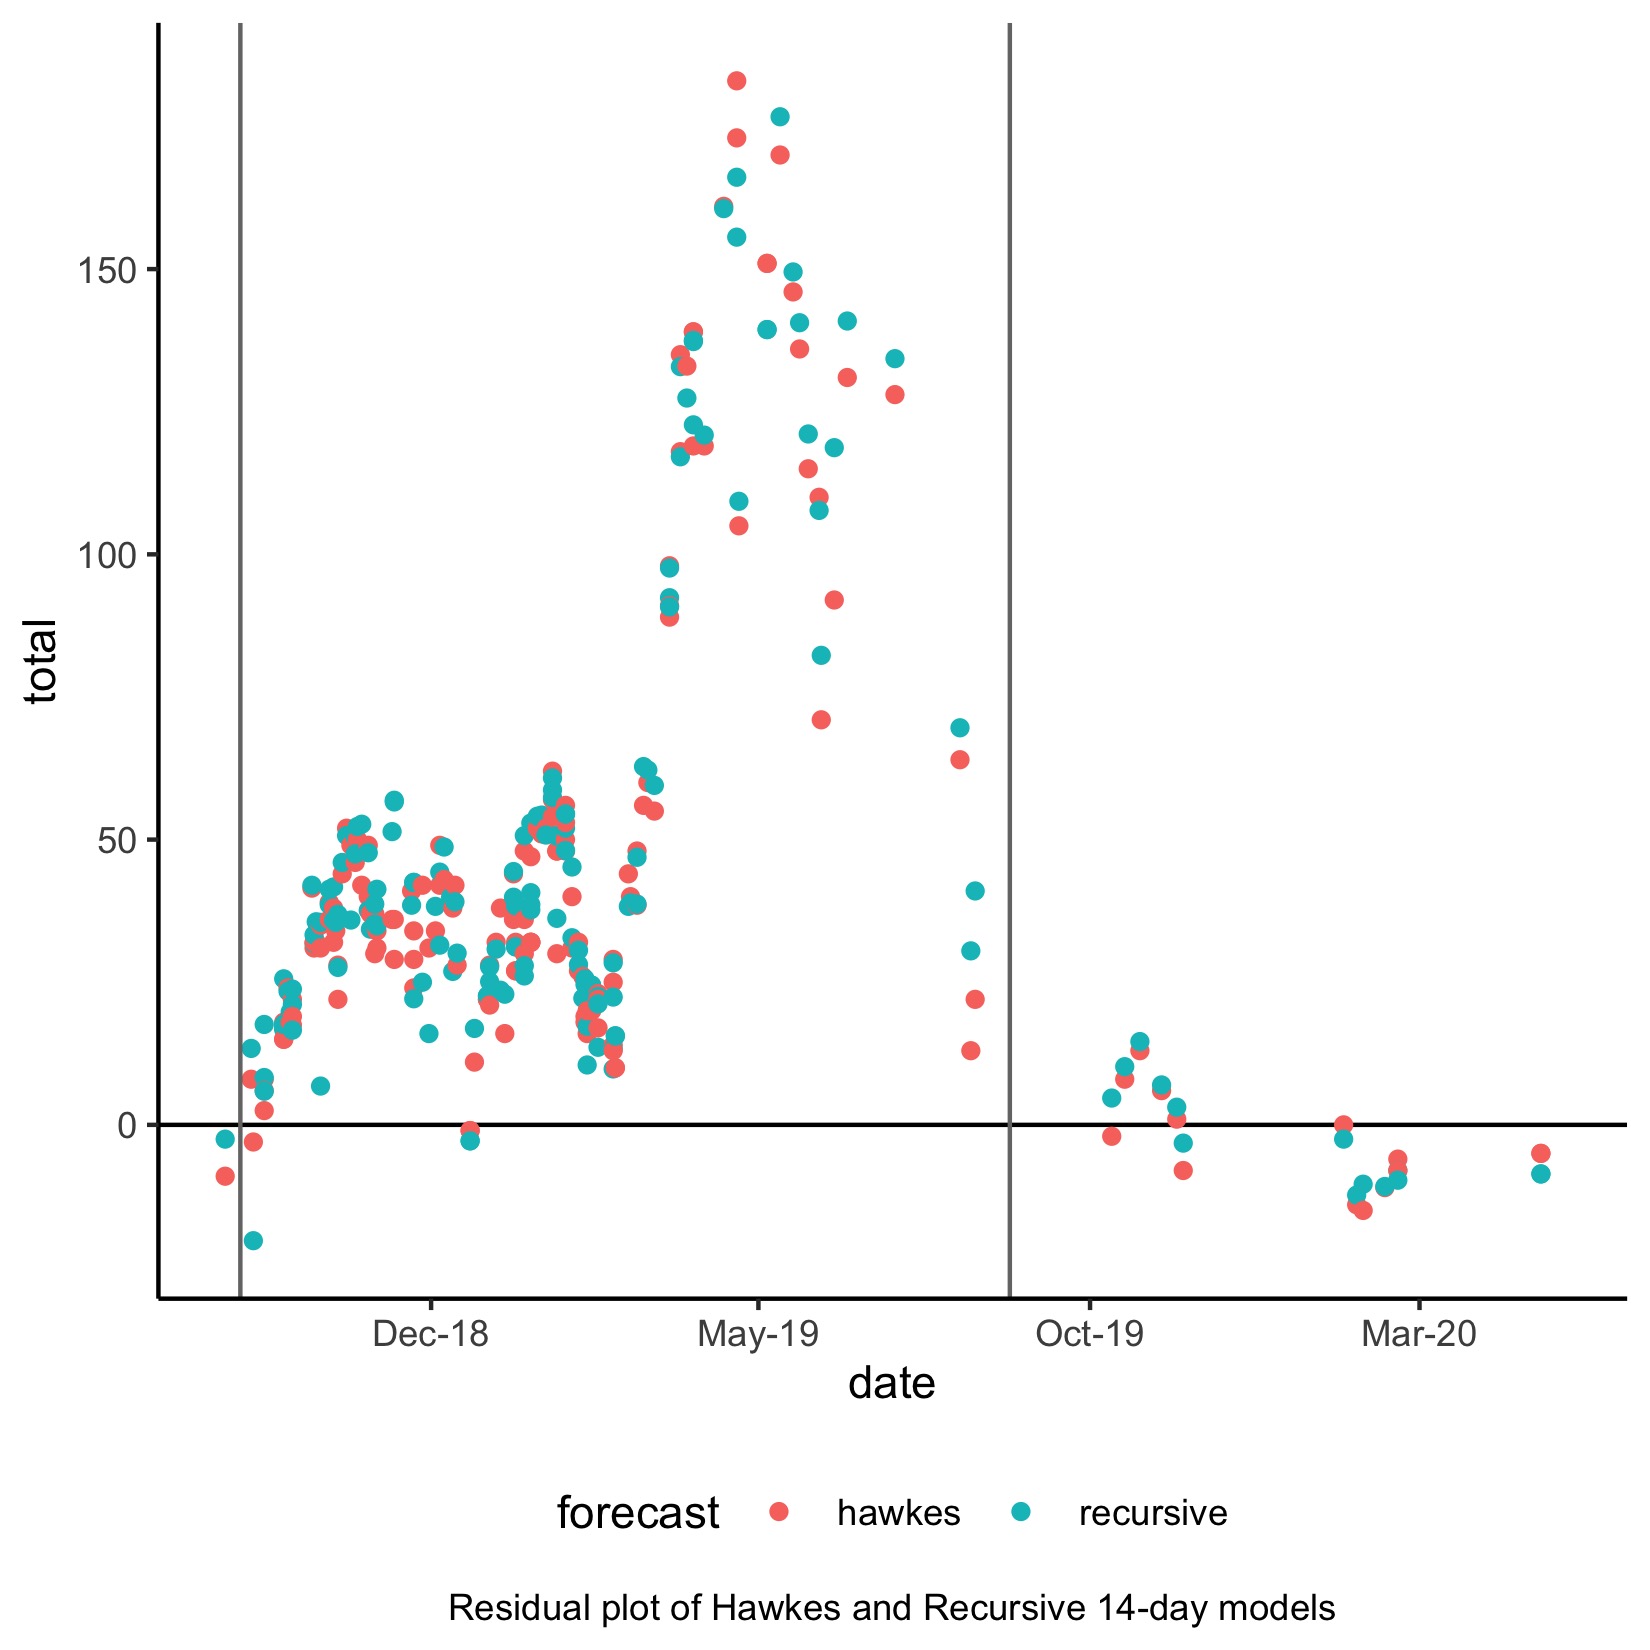 total
150
100
50
0
Dec-18 May-19 Oct-19 Mar-20
date
forecast hawkes recursive
Residual plot of Hawkes and Recursive 14-day models